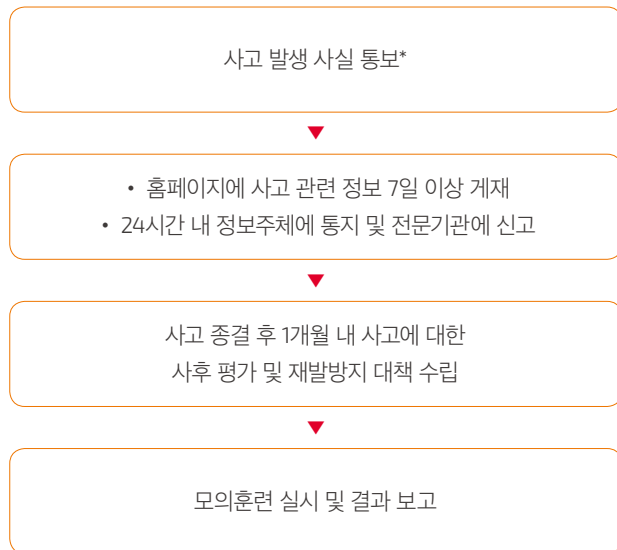 사고 발생 사실 통보*
• 홈페이지에 사고 관련 정보 7일 이상 게재
• 24시간 내 정보주체에 통지 및 전문기관에 신고
사고 종결 후 1개월 내 사고에 대한
사후 평가 및 재발방지 대책 수립
모의훈련 실시 및 결과 보고